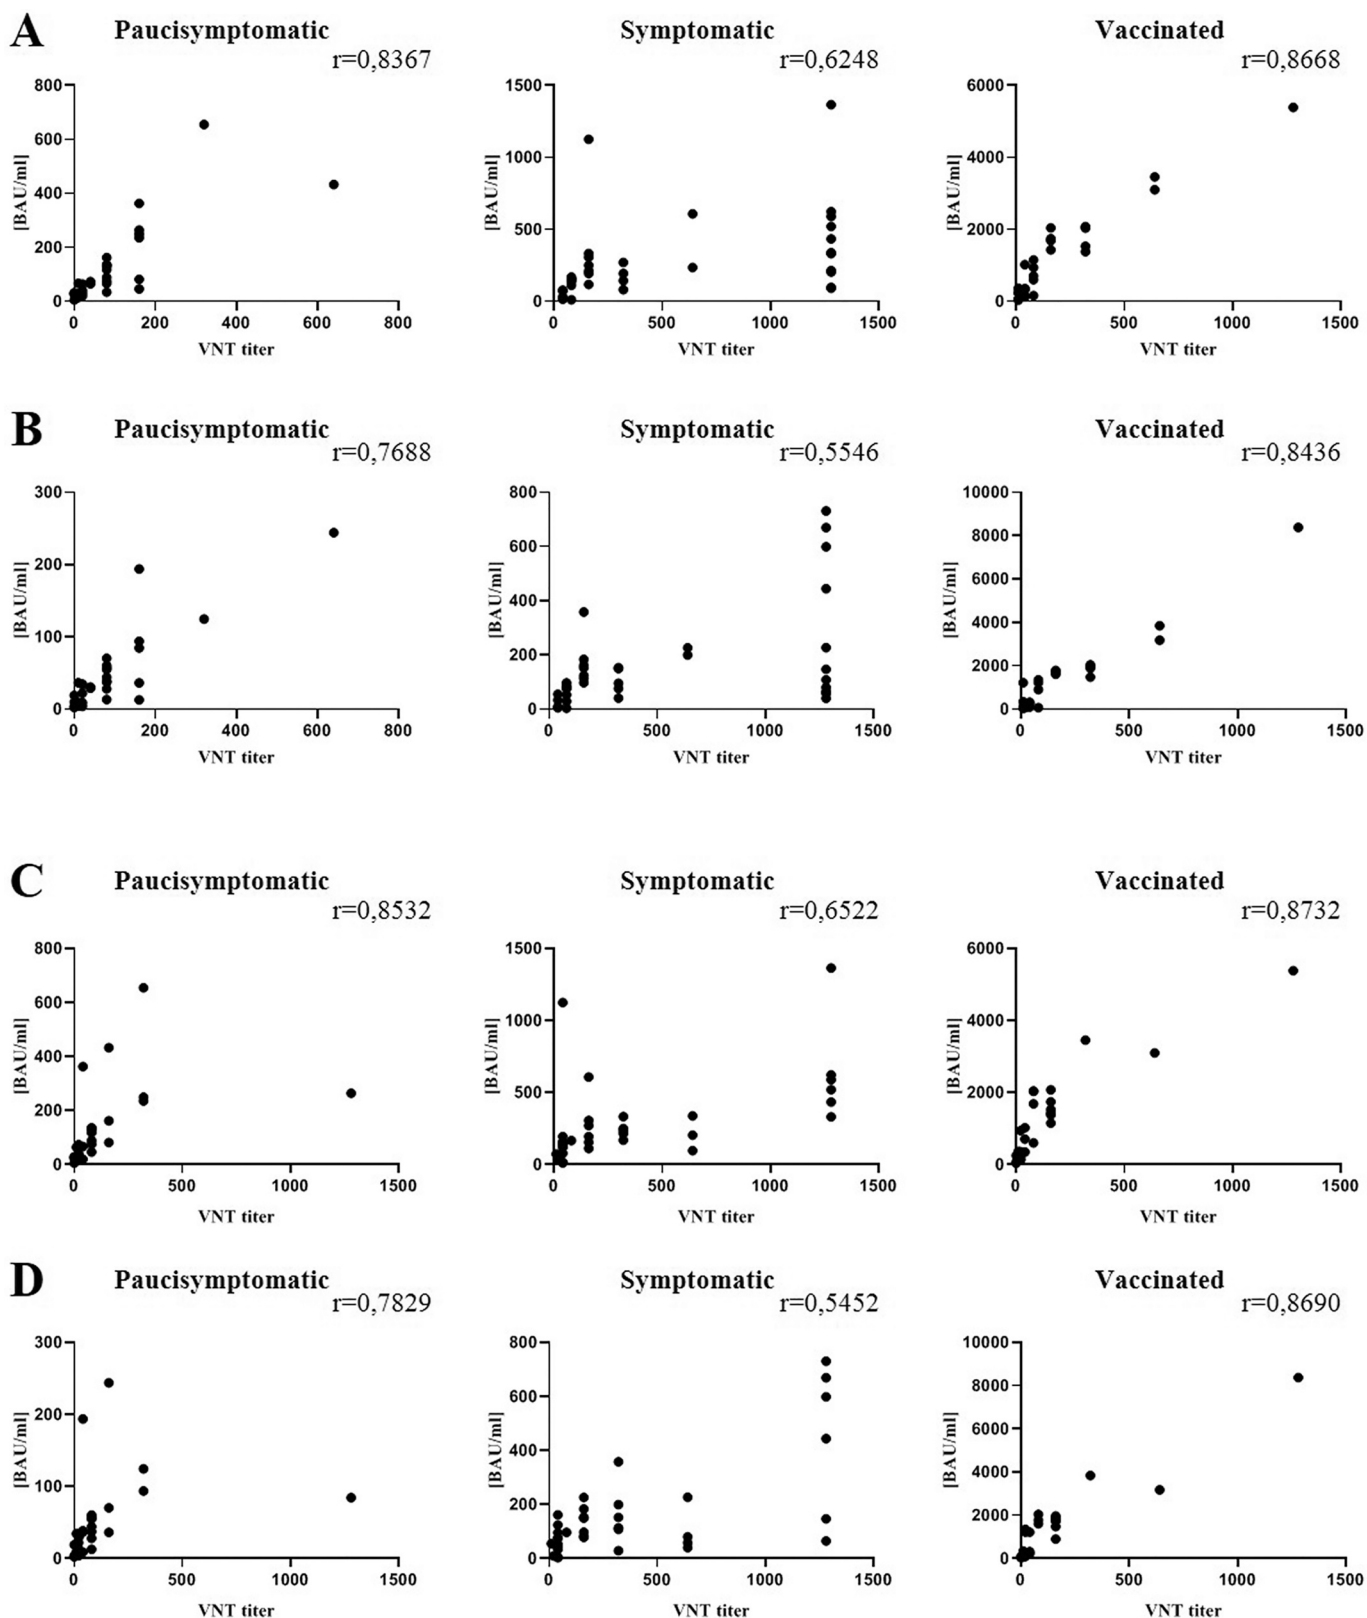 A
Paucisymptomatic
r=0,8367
[BAU/ml]
800
600
400
200
0
0 200 400 600 800
VNT titer
Symptomatic
r=0,6248
[BAU/ml]
1500
1000
500
0
0 500 1000 1500
VNT titer
Vaccinated
r=0,8668
[BAU/ml]
6000
4000
2000
0
0 500 1000 1500
VNT titer
B
Paucisymptomatic
r=0,7688
[BAU/ml]
300
200
100
0
0 200 400 600 800
VNT titer
Symptomatic
r=0,5546
[BAU/ml]
800
600
400
200
0
0 500 1000 1500
VNT titer
Vaccinated
r=0,8436
[BAU/ml]
10000
8000
6000
4000
2000
0
0 500 1000 1500
VNT titer
C
Paucisymptomatic
r=0,8532
[BAU/ml]
800
600
400
200
0
0 500 1000 1500
VNT titer
Symptomatic
r=0,6522
[BAU/ml]
1500
1000
500
0
0 500 1000 1500
VNT titer
Vaccinated
r=0,8732
[BAU/ml]
6000
4000
2000
0
0 500 1000 1500
VNT titer
D
Paucisymptomatic
r=0,7829
[BAU/ml]
300
200
100
0
0 500 1000 1500
VNT titer
Symptomatic
r=0,5452
[BAU/ml]
800
600
400
200
0
0 500 1000 1500
VNT titer
Vaccinated
r=0,8690
[BAU/ml]
10000
8000
6000
4000
2000
0
0 500 1000 1500
VNT titer